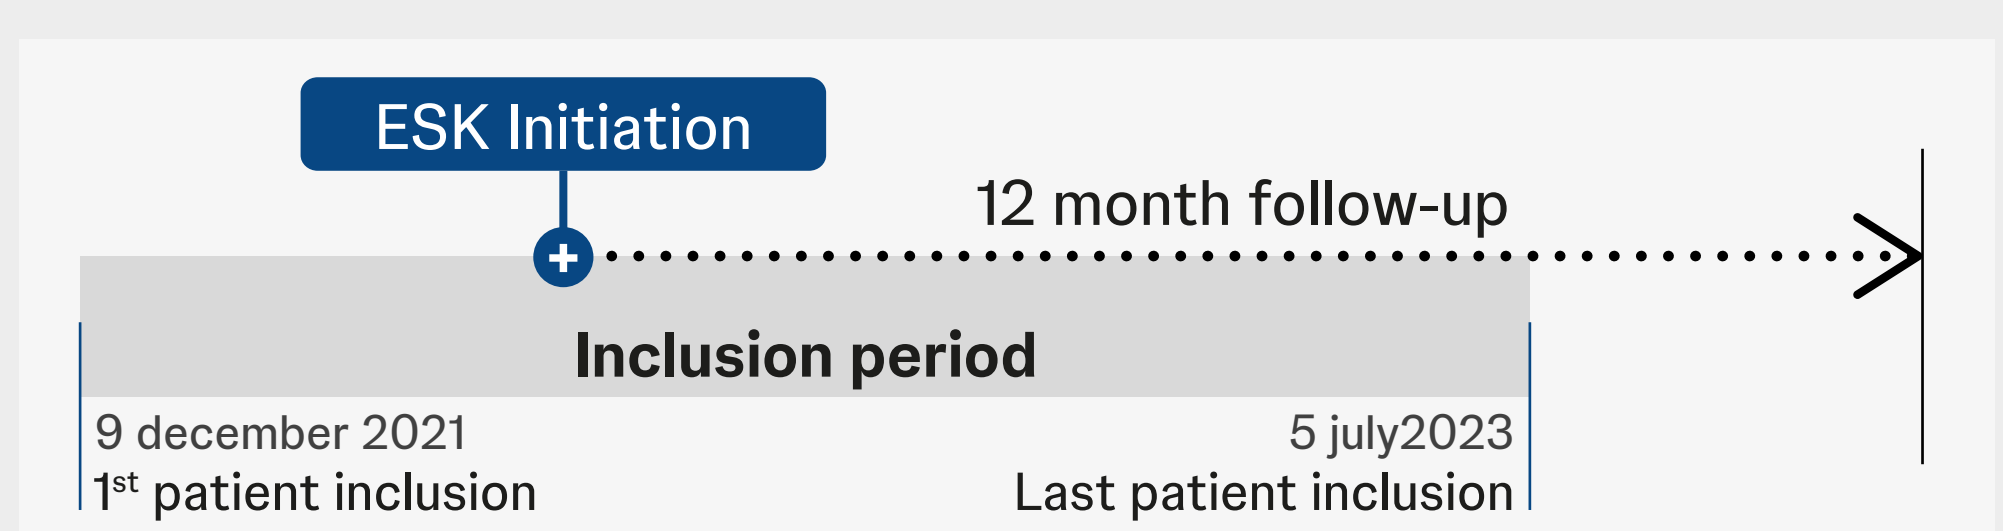 ESK Initiation
12 month follow-up
Inclusion period
9 december 2021
5 july2023
1st patient inclusion
Last patient inclusion